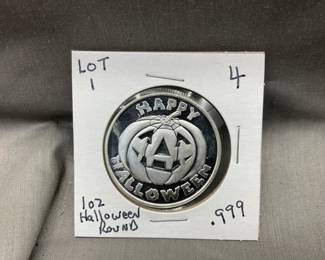 LOT
1
4
HAPPY
HALLOWEEN
1oz
Halloween
Round
.999